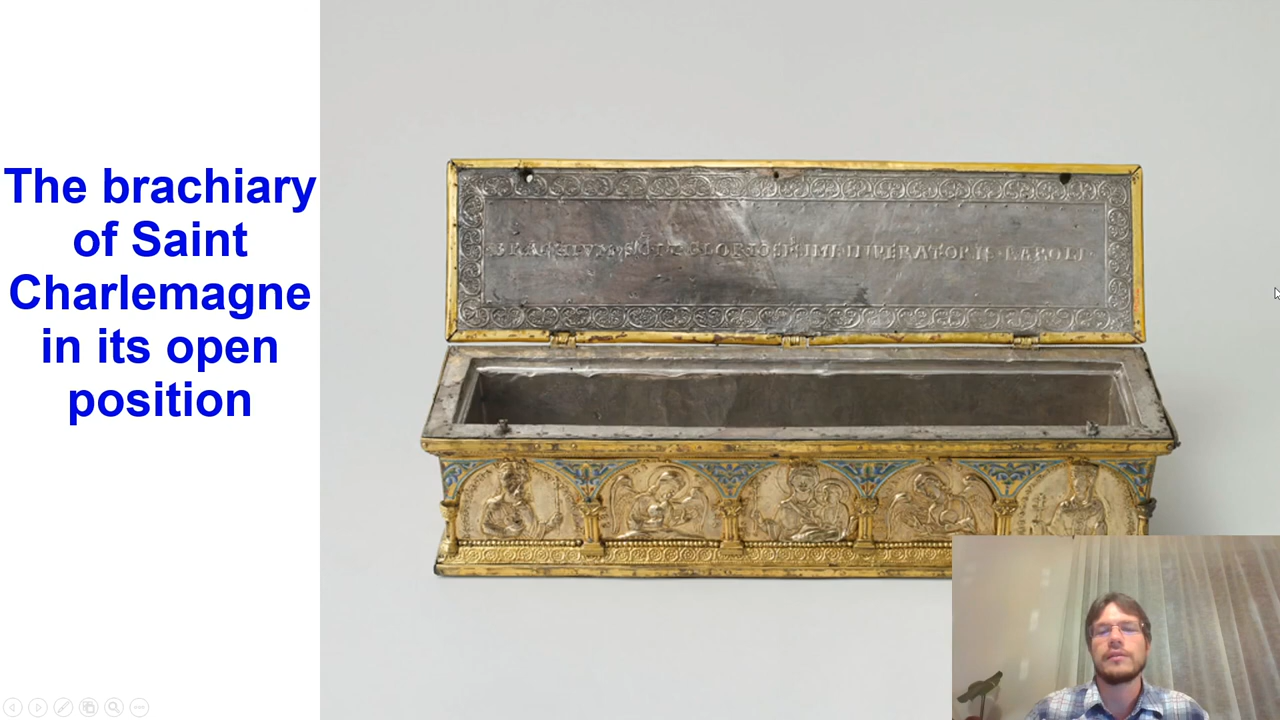 The brachiary
of Saint
Charlemagne
in its open
position